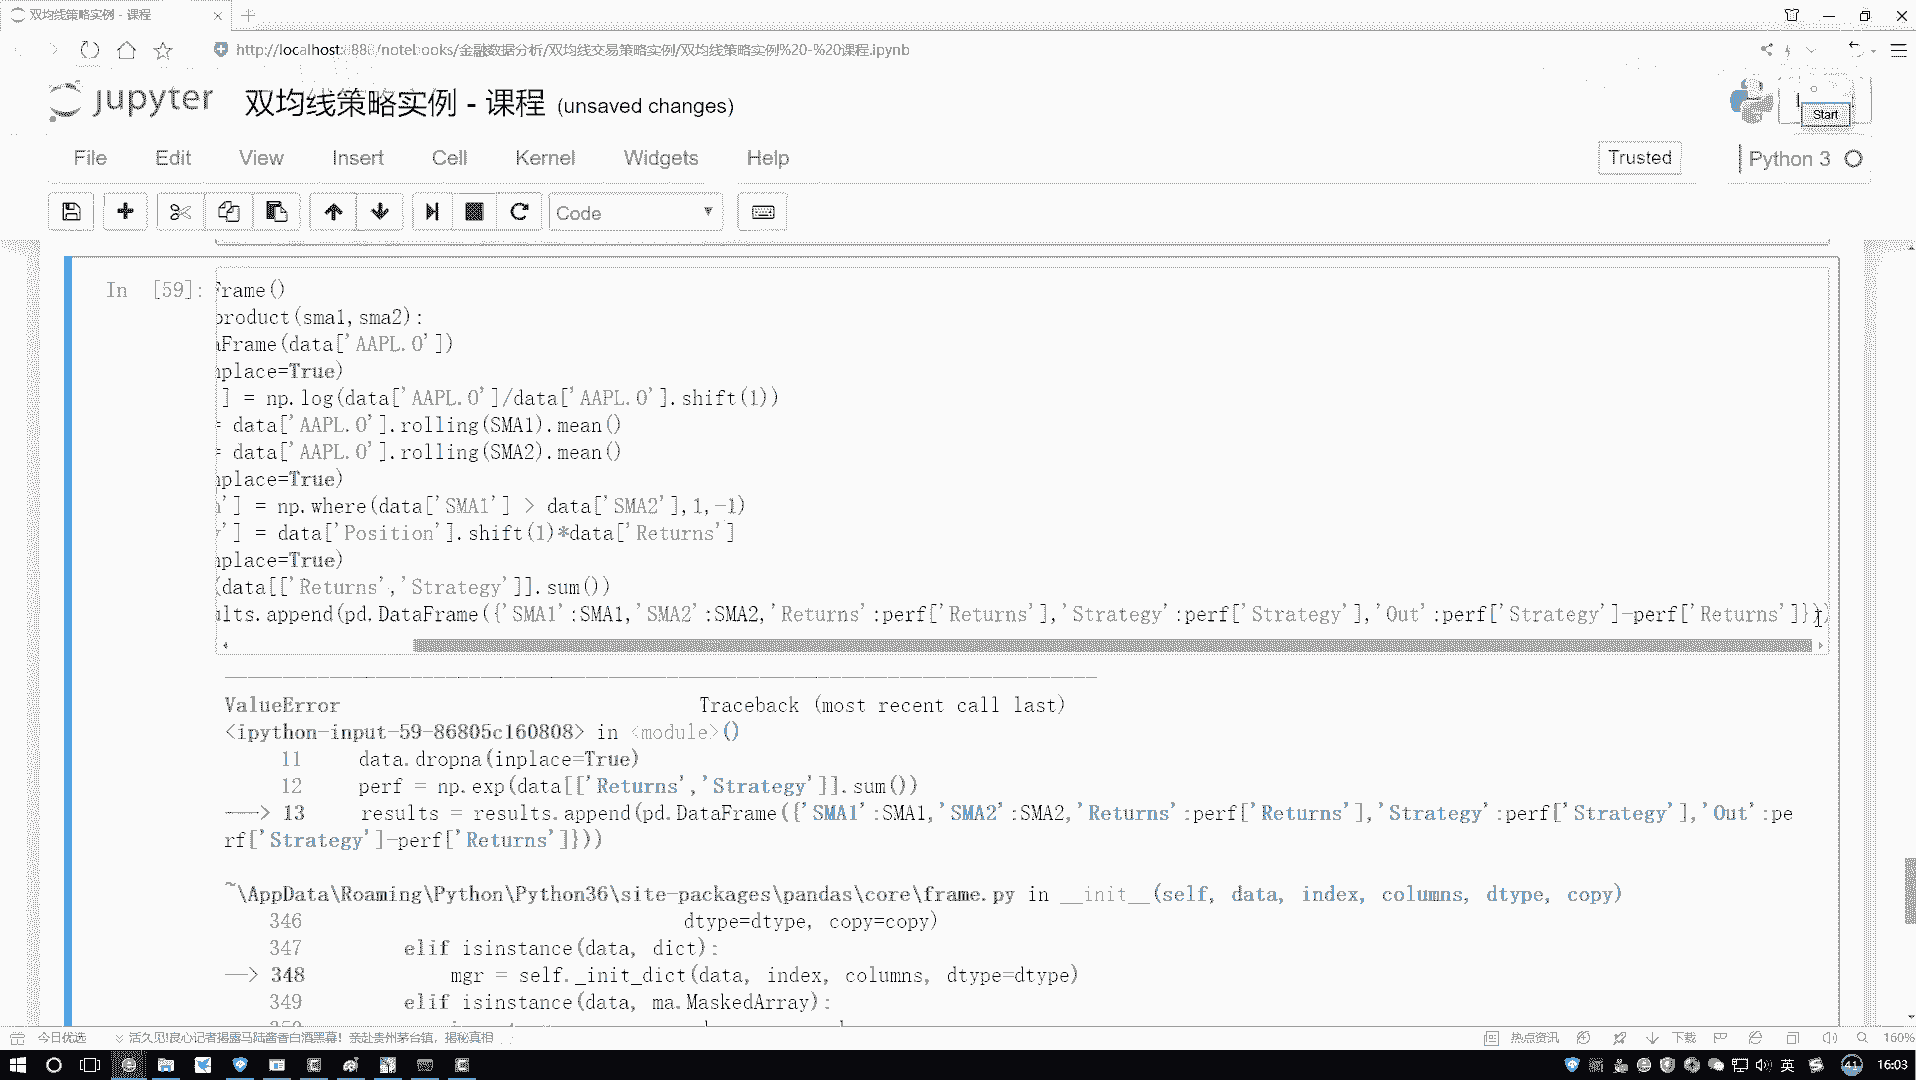 双均线策略实例 - 课程
http://localhost:888/notebooks/金融数据分析/双均线交易策略实例/双均线策略实例%20-%20课程.ipynb
jupyter 双均线策略实例 - 课程 (unsaved changes)
Start
File Edit View Insert Cell Kernel Widgets Help
Trusted
Python 3
Code
In [59]:
Frame()
product(sma1,sma2):
aFrame(data['AAPL.O'])
nplace=True)
] = np.log(data['AAPL.O']/data['AAPL.O'].shift(1))
= data['AAPL.O'].rolling(SMA1).mean()
= data['AAPL.O'].rolling(SMA2).mean()
nplace=True)
n'] = np.where(data['SMA1'] > data['SMA2'],1,-1)
y'] = data['Position'].shift(1)*data['Returns']
nplace=True)
(data[['Returns','Strategy']].sum())
ults.append(pd.DataFrame({'SMA1':SMA1,'SMA2':SMA2,'Returns':perf['Returns'],'Strategy':perf['Strategy'],'Out':perf['Strategy']-perf['Returns']}))
ValueError Traceback (most recent call last)
<ipython-input-59-86805c160808> in <module>()
11 data.dropna(inplace=True)
12 perf = np.exp(data[['Returns','Strategy']].sum())
---> 13 results = results.append(pd.DataFrame({'SMA1':SMA1,'SMA2':SMA2,'Returns':perf['Returns'],'Strategy':perf['Strategy'],'Out':pe
rf['Strategy']-perf['Returns']}))
~\AppData\Roaming\Python\Python36\site-packages\pandas\core\frame.py in __init__(self, data, index, columns, dtype, copy)
346 dtype=dtype, copy=copy)
347 elif isinstance(data, dict):
--> 348 mgr = self._init_dict(data, index, columns, dtype=dtype)
349 elif isinstance(data, ma.MaskedArray):
今日优选
活久见!良心记者揭露马陆酱香白酒黑幕! 亲赴贵州茅台镇, 揭秘真相
热点资讯
下载
160%
英
41
16:03